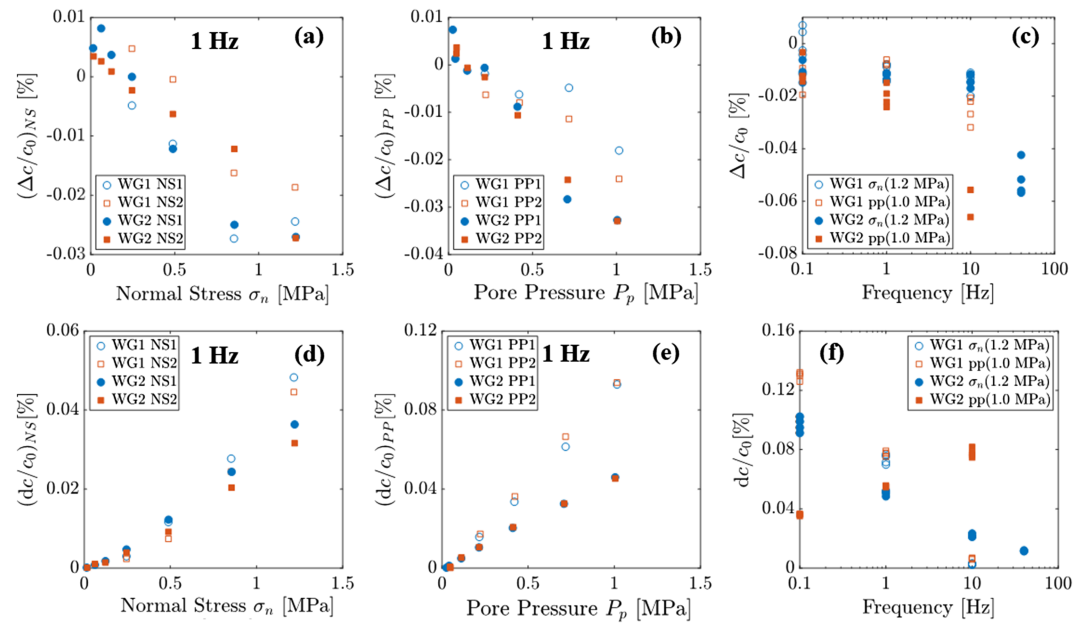 0.01
0
-0.01
-0.02
-0.03
(Δc/c₀)NS [%]
1 Hz
(a)
WG1 NS1
WG1 NS2
WG2 NS1
WG2 NS2
0 0.5 1 1.5
Normal Stress σn [MPa]
0.01
0
-0.01
-0.02
-0.03
-0.04
(Δc/c₀)PP [%]
1 Hz
(b)
WG1 PP1
WG1 PP2
WG2 PP1
WG2 PP2
0 0.5 1 1.5
Pore Pressure Pp [MPa]
0
-0.02
-0.04
-0.06
-0.08
Δc/c₀ [%]
(c)
WG1 σn(1.2 MPa)
WG1 pp(1.0 MPa)
WG2 σn(1.2 MPa)
WG2 pp(1.0 MPa)
0.1 1 10 100
Frequency [Hz]
0.06
0.04
0.02
0
(dc/c₀)NS[%]
WG1 NS1
WG1 NS2
WG2 NS1
WG2 NS2
1 Hz
(d)
0 0.5 1 1.5
Normal Stress σn [MPa]
0.12
0.08
0.04
0
(dc/c₀)PP[%]
WG1 PP1
WG1 PP2
WG2 PP1
WG2 PP2
1 Hz
(e)
0 0.5 1 1.5
Pore Pressure Pp [MPa]
0.16
0.12
0.08
0.04
0
dc/c₀[%]
(f)
WG1 σn(1.2 MPa)
WG1 pp(1.0 MPa)
WG2 σn(1.2 MPa)
WG2 pp(1.0 MPa)
0.1 1 10 100
Frequency [Hz]